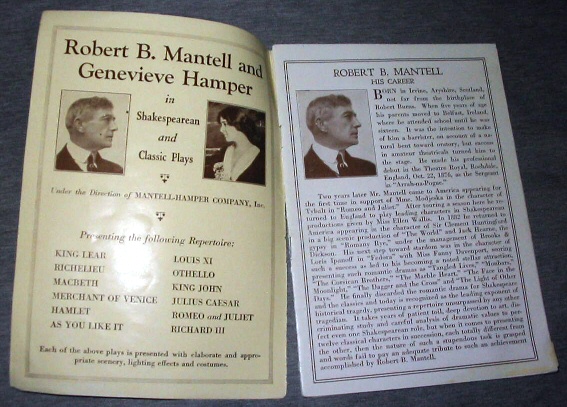 Robert B. Mantell and
Genevieve Hamper
in
Shakespearean
and
Classic Plays
Under the Direction of MANTELL-HAMPER COMPANY, Inc.
Presenting the following Repertoire:
KING LEAR
RICHELIEU
MACBETH
MERCHANT OF VENICE
HAMLET
AS YOU LIKE IT
LOUIS XI
OTHELLO
KING JOHN
JULIUS CAESAR
ROMEO and JULIET
RICHARD III
Each of the above plays is presented with elaborate and appro-
priate scenery, lighting effects and costumes.
ROBERT B. MANTELL
HIS CAREER
BORN in Irvine, Aryshire, Scotland,
not far from the birthplace of
Robert Burns. When five years of age
his parents moved to Belfast, Ireland,
where he attended school until he was
sixteen. It was the intention to make
of him a barrister, on account of a na-
tural bent toward oratory, but success
in amateur theatricals turned him to
the stage. He made his professional
debut in the Theatre Royal, Rochdale,
England, Oct. 22, 1876, as the Sergeant
in "Arrah-na-Pogue."
Two years later Mr. Mantell came to America appearing for
the first time in support of Mme. Modjeska in the character of
Tybalt in "Romeo and Juliet." After touring a season here he re-
turned to England to play leading characters in Shakespearean
productions given by Miss Ellen Wallis. In 1882 he returned to
America appearing in the character of Sir Clement Huntingford
in a big scenic production of "The World" and Jack Hearne, the
gypsy in "Romany Rye," under the management of Brooks &
Dickson. His next step toward stardom was in the character of
Loris Ipanoff in "Fedora" with Miss Fanny Davenport, scoring
such a success as led to his becoming a noted stellar attraction,
presenting such romantic dramas as "Tangled Lives," "Monbars,"
"The Corsican Brothers," "The Marble Heart," "The Face in the
Moonlight," "The Dagger and the Cross" and "The Light of Other
Days." He finally discarded the romantic drama for Shakespear-
and the classics and today is recognized as the leading exponent of
historical tragedy, presenting a repertoire unsurpassed by any other
tragedian. It takes years of patient toil, deep devotion to art, dis-
criminating study and careful analysis of dramatic values to per-
fect even one Shakespearean role, but when it comes to presenting
twelve classical characters in succession, each totally different from
the other, then the nature of such a stupendous task is grasped
and words fail to pay an adequate tribute to such an achievement
accomplished by Robert B. Mantell.